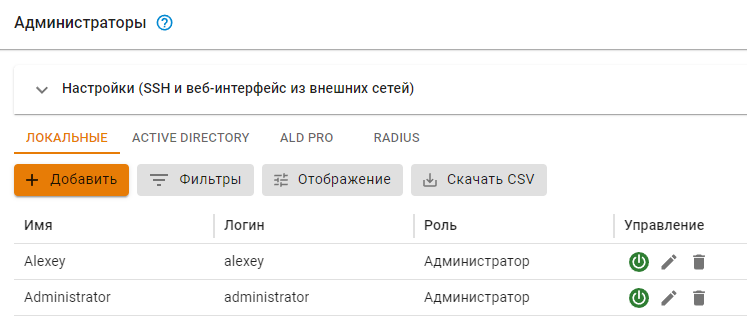 Администраторы ?
Настройки (SSH и веб-интерфейс из внешних сетей)
ЛОКАЛЬНЫЕ ACTIVE DIRECTORY ALD PRO RADIUS
+ Добавить Фильтры Отображение Скачать CSV
Имя Логин Роль Управление
Alexey alexey Администратор
Administrator administrator Администратор